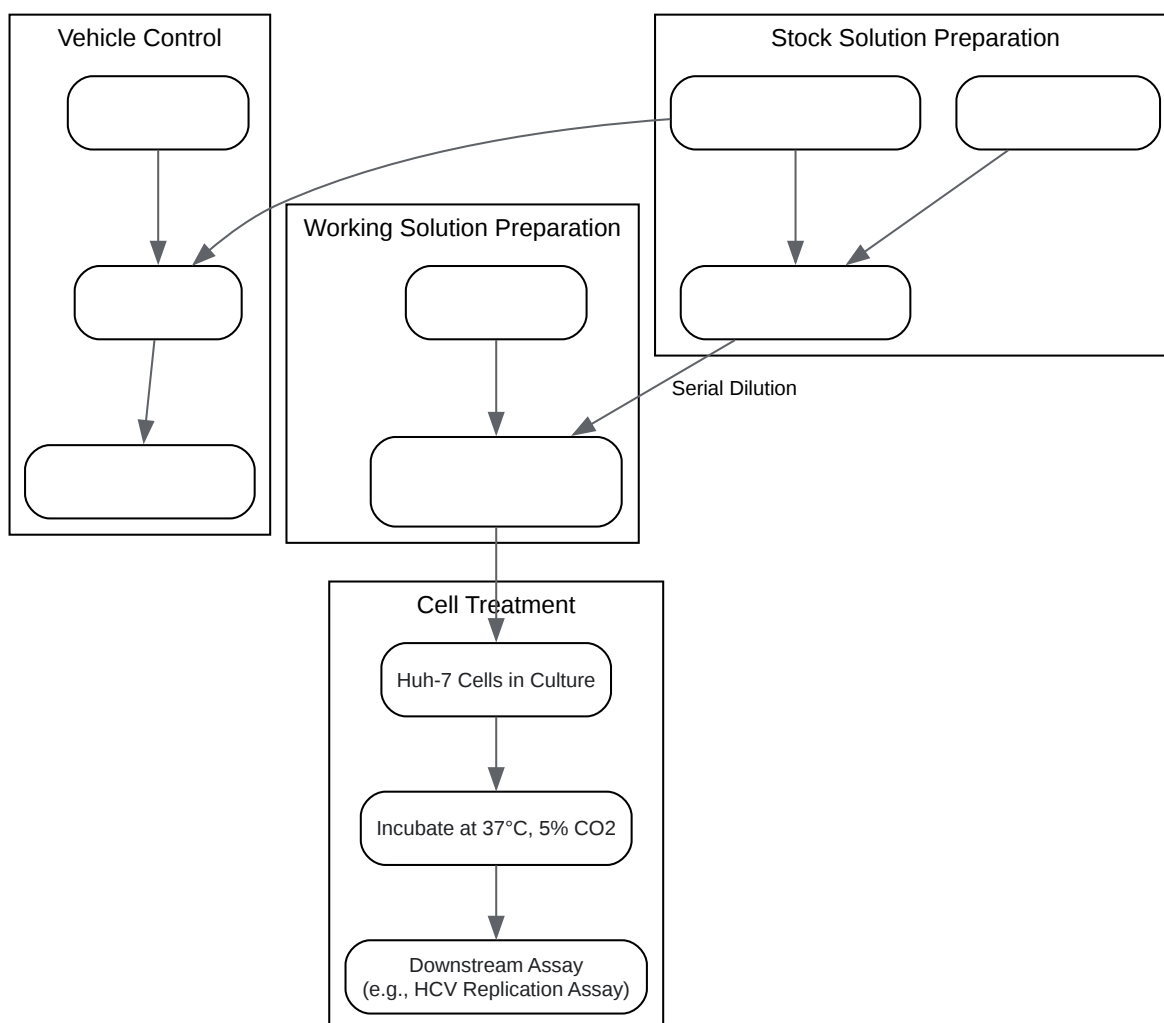 Vehicle Control
Stock Solution Preparation
Working Solution Preparation
Serial Dilution
Cell Treatment
Huh-7 Cells in Culture
Incubate at 37°C, 5% CO2
Downstream Assay
(e.g., HCV Replication Assay)